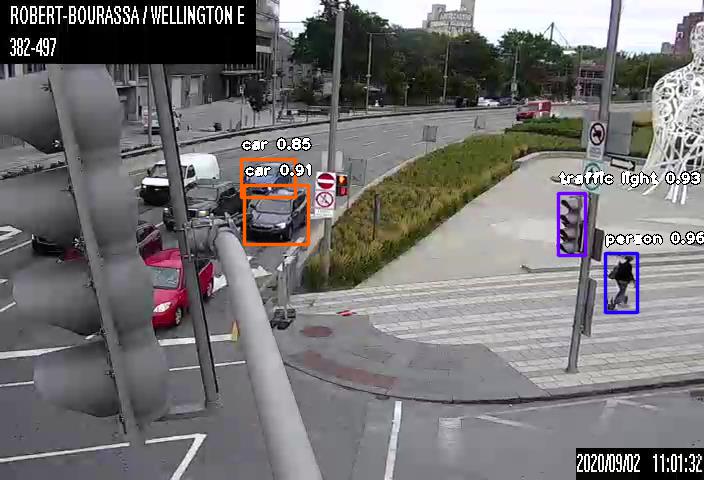 ROBERT-BOURASSA / WELLINGTON E
382-497
car 0.85
car 0.91
traffic light 0.93
person 0.96
2020/09/02 11:01:32